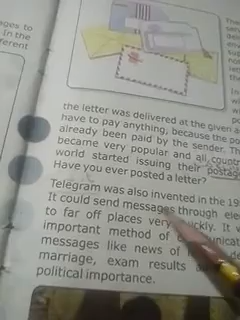 ages to
In the
ferent
the letter was delivered at the given a
have to pay anything, because the po
already been paid by the sender. Th
became very popular and all countr
world started issuing their postag
Have you ever posted a letter?
Telegram was also invented in the 19
It could send messages through ele
to far off places very quickly. It w
important method of
messages like news of
marriage, exam results
political importance.